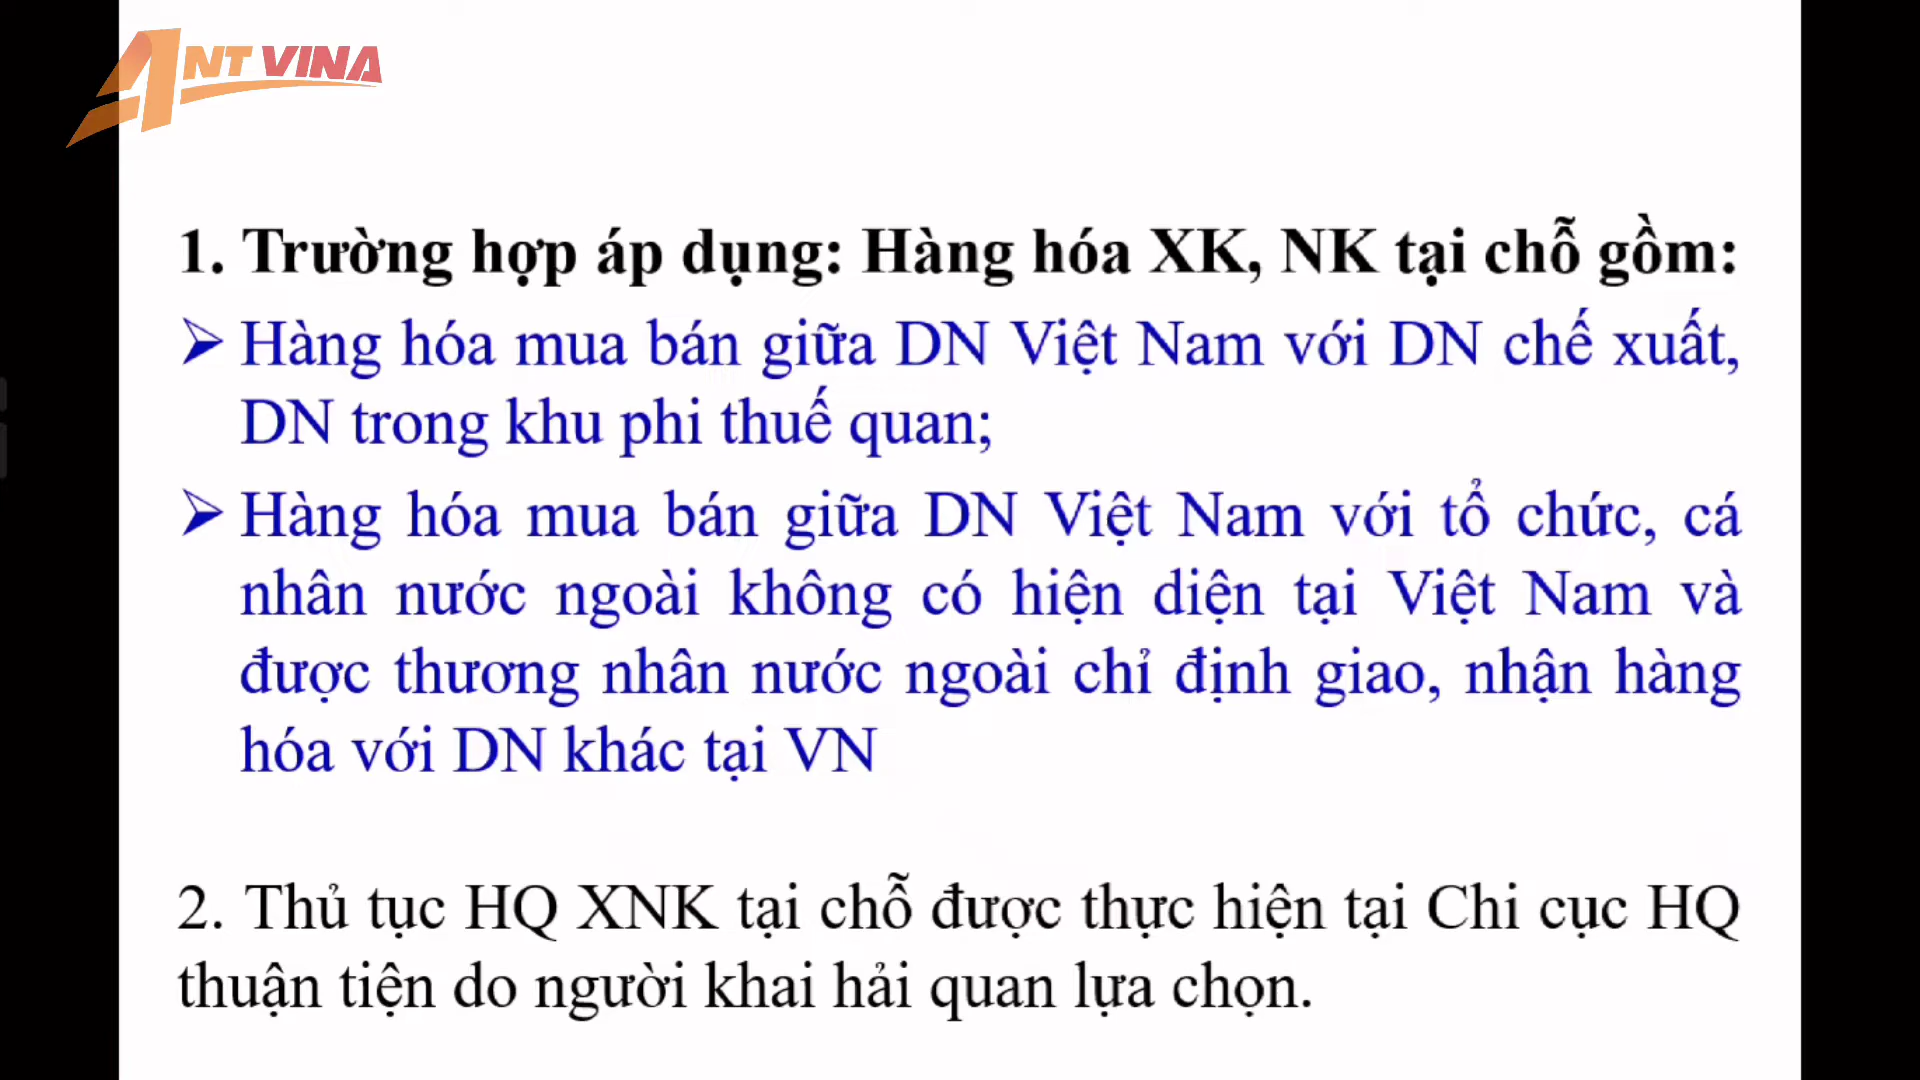 ANT VINA
1. Trường hợp áp dụng: Hàng hóa XK, NK tại chỗ gồm:
➢ Hàng hóa mua bán giữa DN Việt Nam với DN chế xuất,
DN trong khu phi thuế quan;
➢ Hàng hóa mua bán giữa DN Việt Nam với tổ chức, cá
nhân nước ngoài không có hiện diện tại Việt Nam và
được thương nhân nước ngoài chỉ định giao, nhận hàng
hóa với DN khác tại VN
2. Thủ tục HQ XNK tại chỗ được thực hiện tại Chi cục HQ
thuận tiện do người khai hải quan lựa chọn.